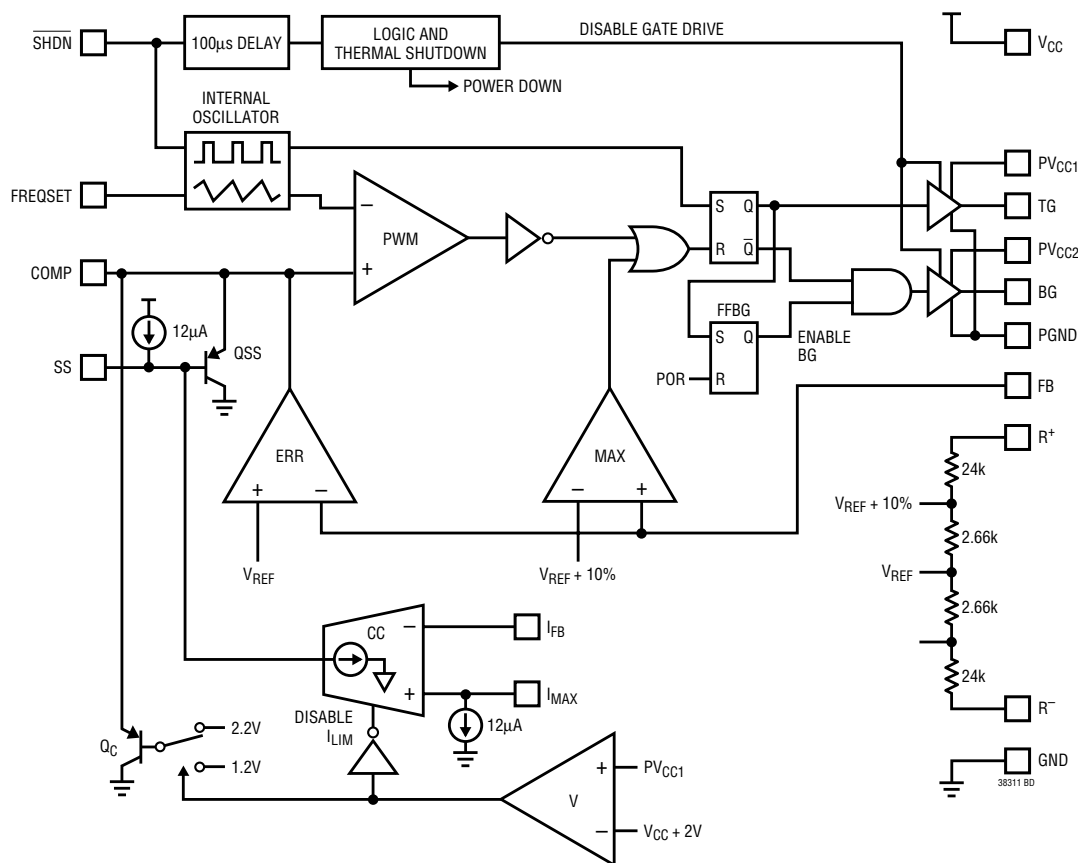 SHDN
100µs DELAY
LOGIC AND
THERMAL SHUTDOWN
DISABLE GATE DRIVE
VCC
POWER DOWN
INTERNAL
OSCILLATOR
FREQSET
PWM
−
+
S
Q
R
Q
PVCC1
TG
PVCC2
BG
PGND
COMP
12µA
QSS
SS
FFBG
S
Q
R
POR
ENABLE
BG
FB
ERR
+
−
MAX
−
+
VREF
VREF + 10%
R+
24k
VREF + 10%
2.66k
VREF
2.66k
24k
R−
CC
−
+
IFB
IMAX
12µA
DISABLE
ILIM
QC
2.2V
1.2V
V
+
−
PVCC1
VCC + 2V
GND
38311 BD